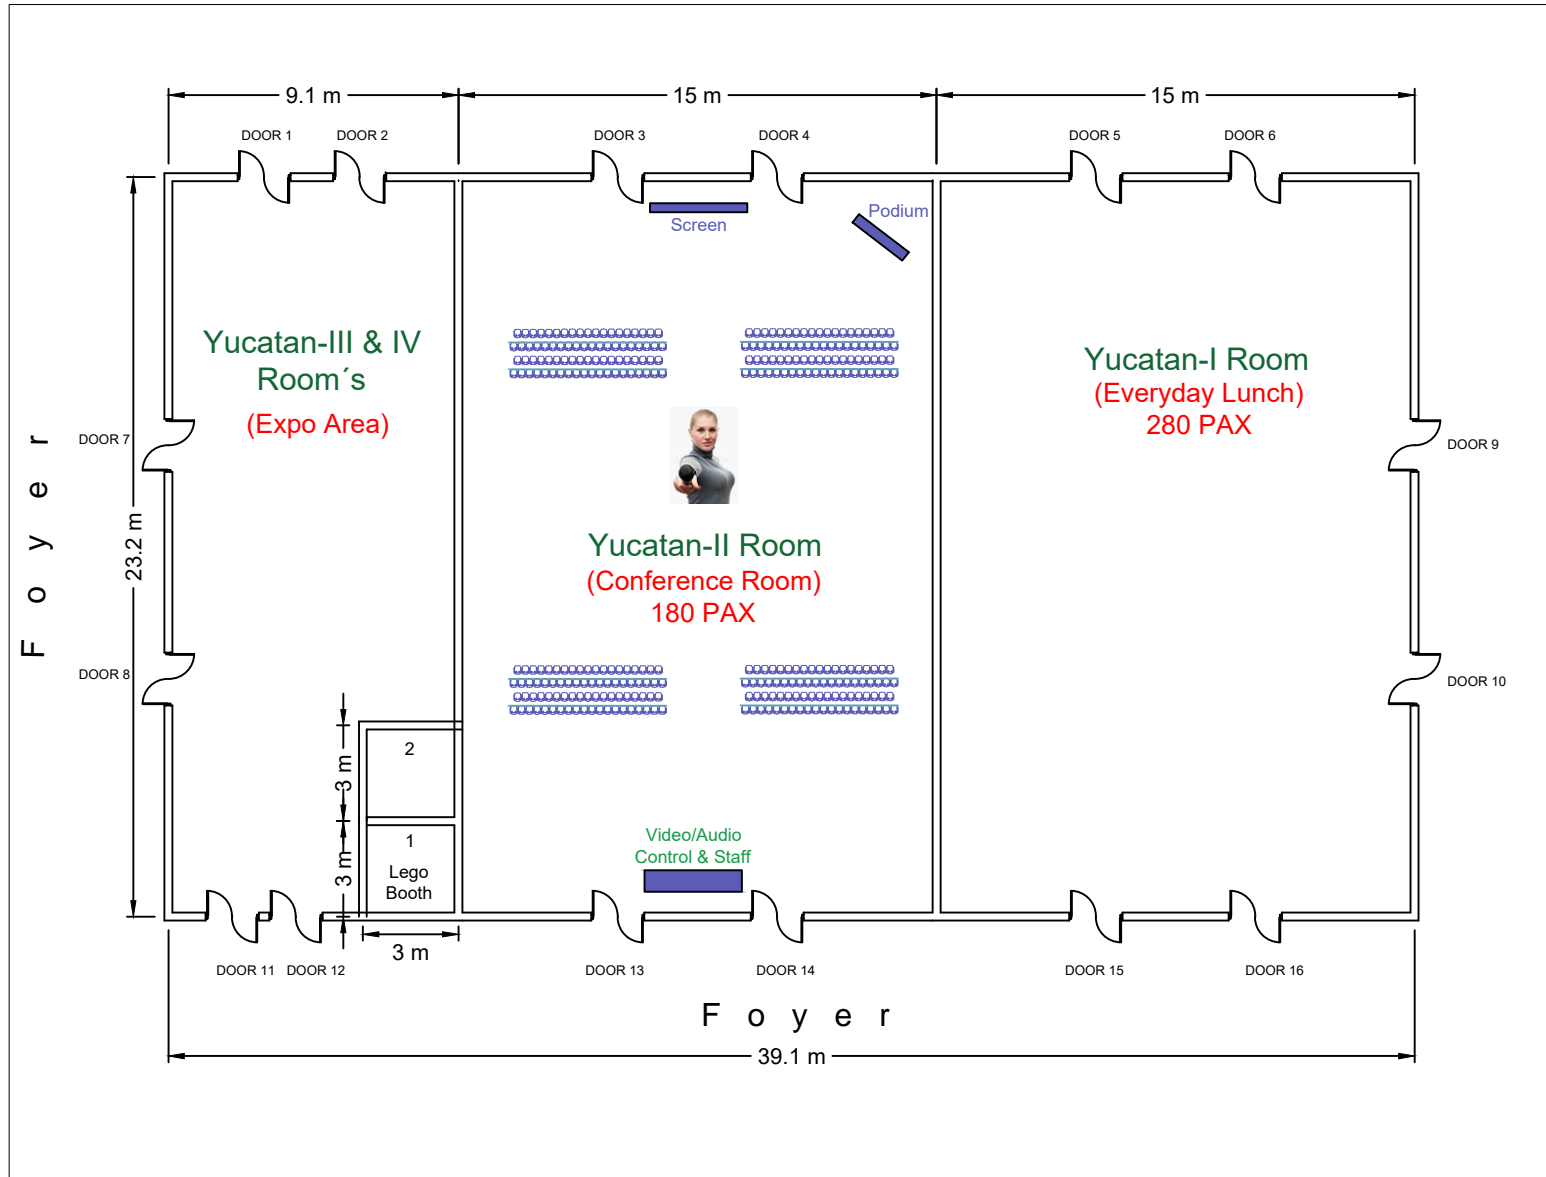 9.1 m
15 m
15 m
DOOR 1
DOOR 2
DOOR 3
DOOR 4
DOOR 5
DOOR 6
Screen
Podium
Yucatan-III & IV
Room´s
(Expo Area)
Yucatan-I Room
(Everyday Lunch)
280 PAX
DOOR 7
DOOR 9
Foyer
23.2 m
Yucatan-II Room
(Conference Room)
180 PAX
DOOR 8
DOOR 10
2
3 m
1
Lego
Booth
3 m
3 m
Video/Audio
Control & Staff
DOOR 11
DOOR 12
DOOR 13
DOOR 14
DOOR 15
DOOR 16
Foyer
39.1 m